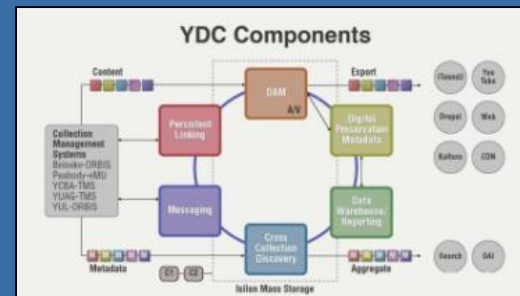 YDC Components
Content
Export
DAM
A/V
iTunesU
You
Tube
Persistent
Linking
Digital
Preservation
Metadata
Drupal
Web
Collection
Management
Systems
Beineke-ORBIS
Peabody-eMU
YCBA-TMS
YUAG-TMS
YUL-ORBIS
Kaltura
CDN
Messaging
Data
Warehouse/
Reporting
Cross
Collection
Discovery
M M M M M
M M M M M
Metadata
C1
C2
Aggregate
Search
OAI
Isilon Mass Storage